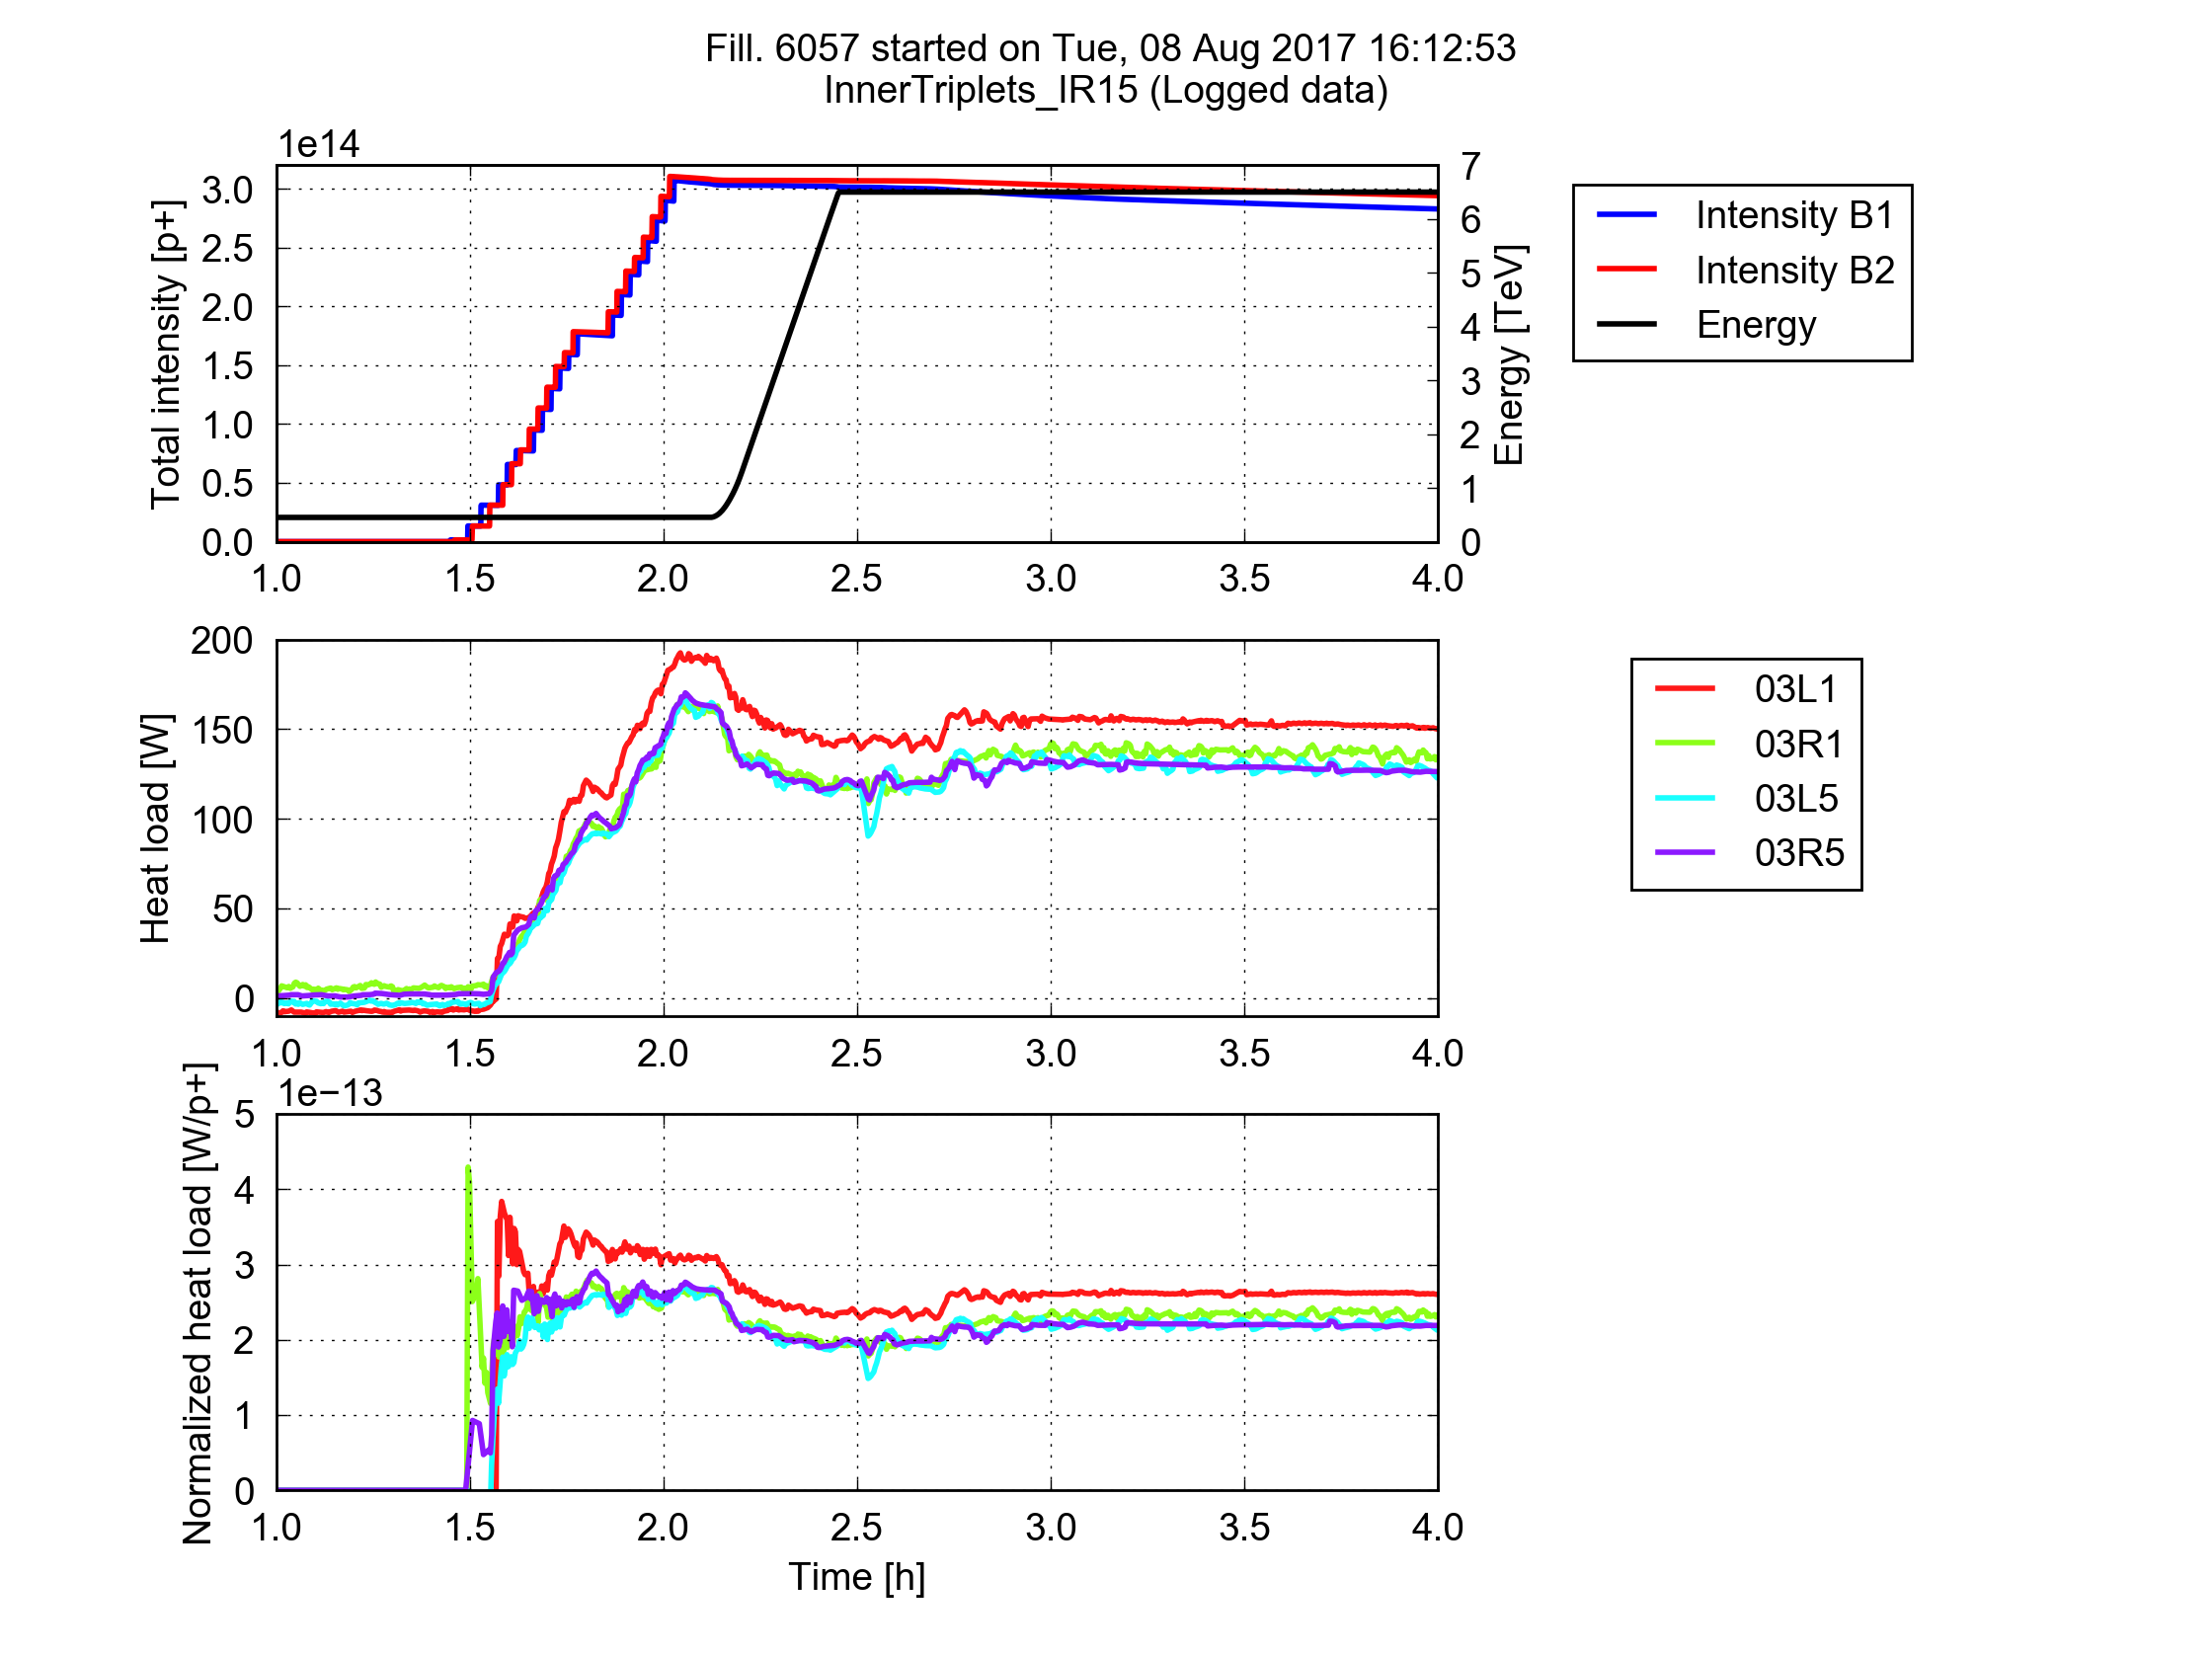 Fill. 6057 started on Tue, 08 Aug 2017 16:12:53
InnerTriplets_IR15 (Logged data)
1e14
Total intensity [p+]
3.0
2.5
2.0
1.5
1.0
0.5
0.0
1.0 1.5 2.0 2.5 3.0 3.5 4.0
7
6
5
4
3
2
1
0
Energy [TeV]
Intensity B1
Intensity B2
Energy
Heat load [W]
200
150
100
50
0
1.0 1.5 2.0 2.5 3.0 3.5 4.0
03L1
03R1
03L5
03R5
1e−13
Normalized heat load [W/p+]
5
4
3
2
1
0
1.0 1.5 2.0 2.5 3.0 3.5 4.0
Time [h]